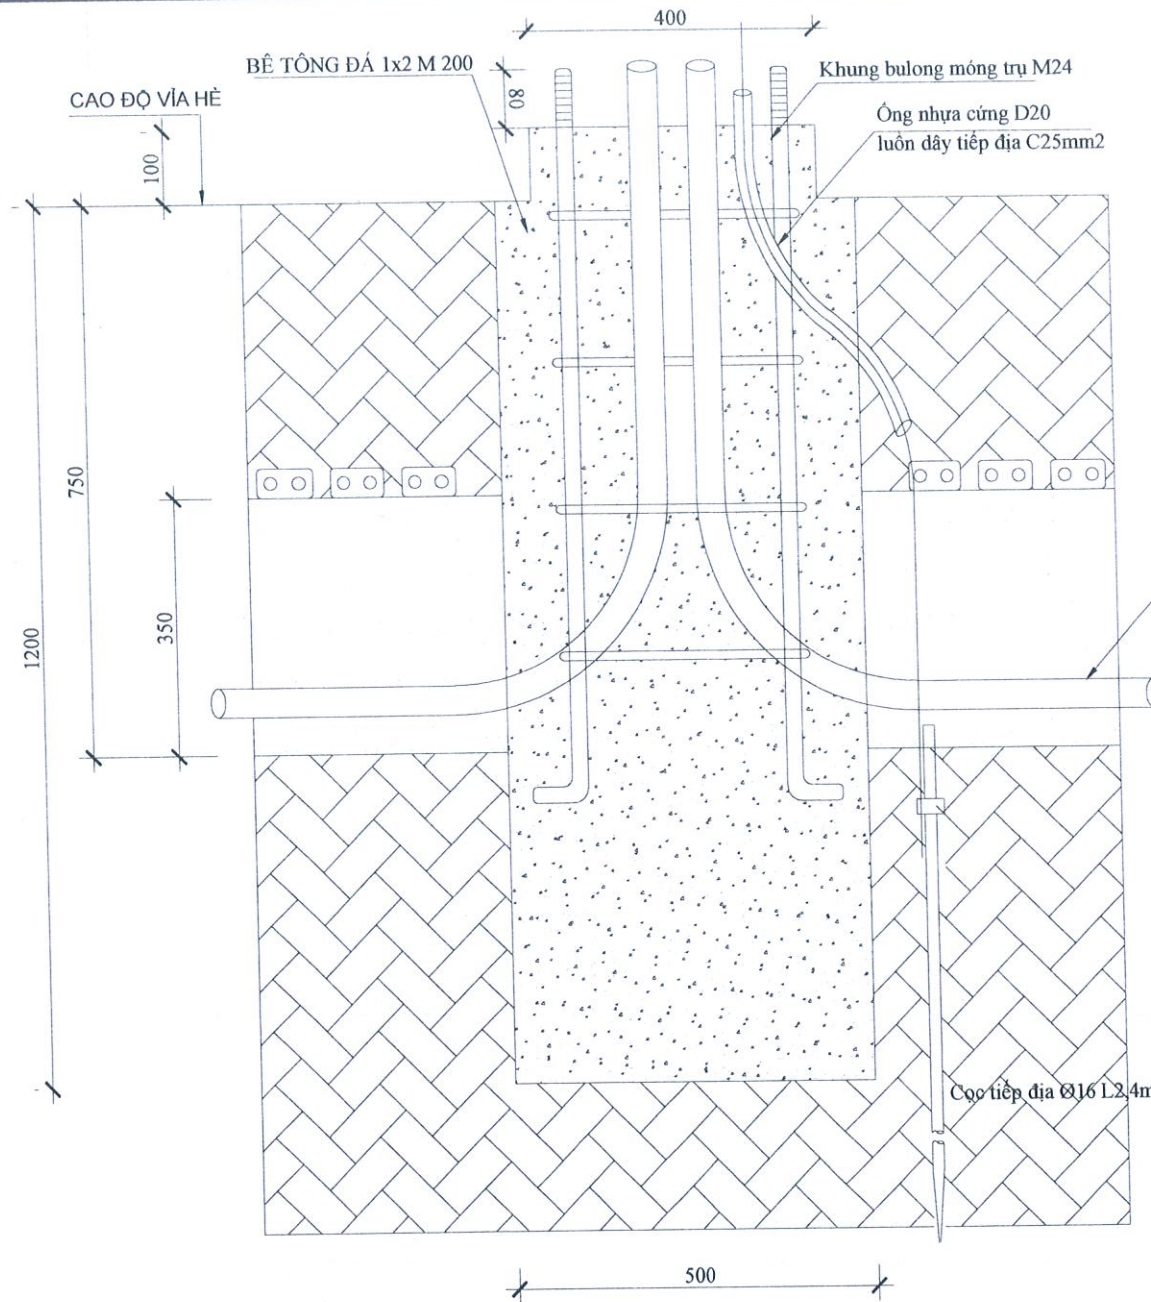 400
BÊ TÔNG ĐÁ 1x2 M 200
80
Khung bulong móng trụ M24
CAO ĐỘ VỈA HÈ
100
Ống nhựa cứng D20
luồn dây tiếp địa C25mm2
750
350
1200
Cọc tiếp địa Ø16 L2,4m
500